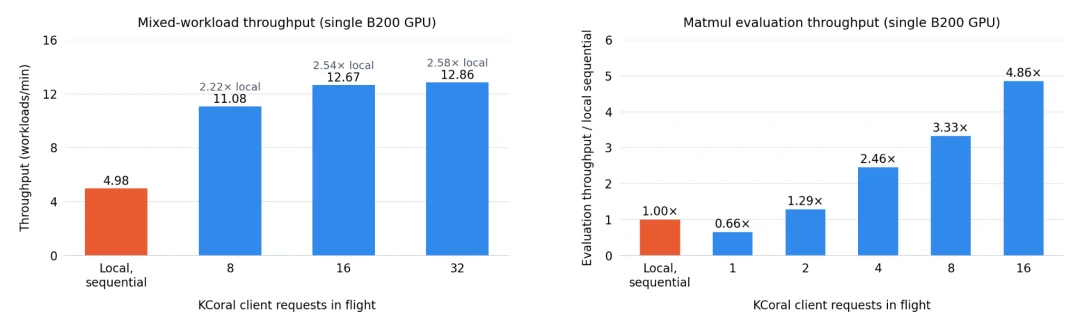 Mixed-workload throughput (single B200 GPU)
Throughput (workloads/min)
16
12
8
4
0
4.98
2.22× local
11.08
2.54× local
12.67
2.58× local
12.86
Local,
sequential
8
16
32
KCoral client requests in flight
Matmul evaluation throughput (single B200 GPU)
Evaluation throughput / local sequential
6
5
4
3
2
1
0
1.00×
0.66×
1.29×
2.46×
3.33×
4.86×
Local,
sequential
1
2
4
8
16
KCoral client requests in flight